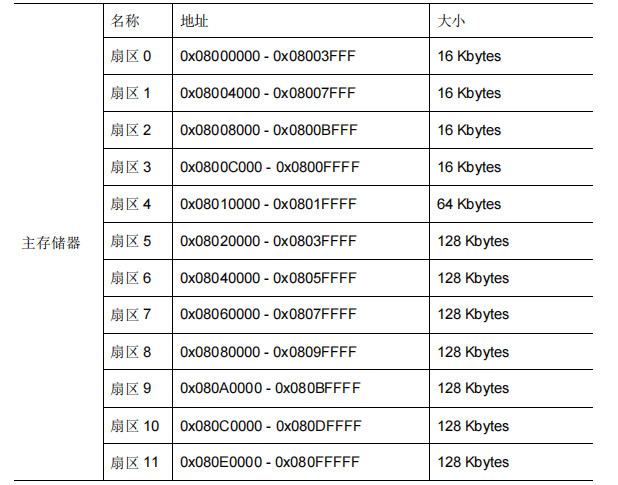 名称 地址 大小
扇区 0 0x08000000 - 0x08003FFF 16 Kbytes
扇区 1 0x08004000 - 0x08007FFF 16 Kbytes
扇区 2 0x08008000 - 0x0800BFFF 16 Kbytes
扇区 3 0x0800C000 - 0x0800FFFF 16 Kbytes
扇区 4 0x08010000 - 0x0801FFFF 64 Kbytes
主存储器 扇区 5 0x08020000 - 0x0803FFFF 128 Kbytes
扇区 6 0x08040000 - 0x0805FFFF 128 Kbytes
扇区 7 0x08060000 - 0x0807FFFF 128 Kbytes
扇区 8 0x08080000 - 0x0809FFFF 128 Kbytes
扇区 9 0x080A0000 - 0x080BFFFF 128 Kbytes
扇区 10 0x080C0000 - 0x080DFFFF 128 Kbytes
扇区 11 0x080E0000 - 0x080FFFFF 128 Kbytes